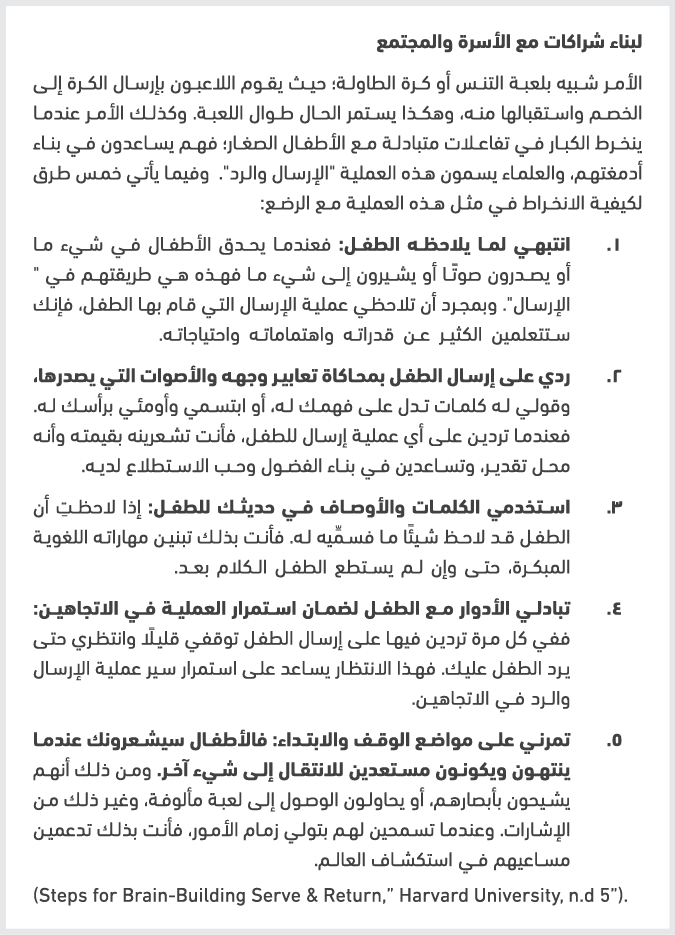 لبناء شراكات مع الأسرة والمجتمع
الأمر شبيه بلعبة التنس أو كرة الطاولة؛ حيث يقوم اللاعبون بإرسال الكرة إلى
الخصم واستقبالها منه، وهكذا يستمر الحال طوال اللعبة. وكذلك الأمر عندما
ينخرط الكبار في تفاعلات متبادلة مع الأطفال الصغار؛ فهم يساعدون في بناء
أدمغتهم، والعلماء يسمون هذه العملية "الإرسال والرد". وفيما يأتي خمس طرق
لكيفية الانخراط في مثل هذه العملية مع الرضع:
١. انتبهي لما يلاحظه الطفل: فعندما يحدق الأطفال في شيء ما
أو يصدرون صوتًا أو يشيرون إلى شيء ما فهذه هي طريقتهم في "
الإرسال". وبمجرد أن تلاحظي عملية الإرسال التي قام بها الطفل، فإنك
ستتعلمين الكثير عن قدراته واهتماماته واحتياجاته.
٢. ردي على إرسال الطفل بمحاكاة تعابير وجهه والأصوات التي يصدرها،
وقولي له كلمات تدل على فهمك له، أو ابتسمي وأومئي برأسك له.
فعندما تردين على أي عملية إرسال للطفل، فأنت تشعرينه بقيمته وأنه
محل تقدير، وتساعدين في بناء الفضول وحب الاستطلاع لديه.
٣. استخدمي الكلمات والأوصاف في حديثك للطفل: إذا لاحظتِ أن
الطفل قد لاحظ شيئًا ما فسمِّيه له. فأنت بذلك تبنين مهاراته اللغوية
المبكرة، حتى وإن لم يستطع الطفل الكلام بعد.
٤. تبادلي الأدوار مع الطفل لضمان استمرار العملية في الاتجاهين:
ففي كل مرة تردين فيها على إرسال الطفل توقفي قليلًا وانتظري حتى
يرد الطفل عليك. فهذا الانتظار يساعد على استمرار سير عملية الإرسال
والرد في الاتجاهين.
٥. تمرني على مواضع الوقف والابتداء: فالأطفال سيشعرونك عندما
ينتهون ويكونون مستعدين للانتقال إلى شيء آخر. ومن ذلك أنهم
يشيحون بأبصارهم، أو يحاولون الوصول إلى لعبة مألوفة، وغير ذلك من
الإشارات. وعندما تسمحين لهم بتولي زمام الأمور، فأنت بذلك تدعمين
مساعيهم في استكشاف العالم.
(Steps for Brain-Building Serve & Return,” Harvard University, n.d 5”).